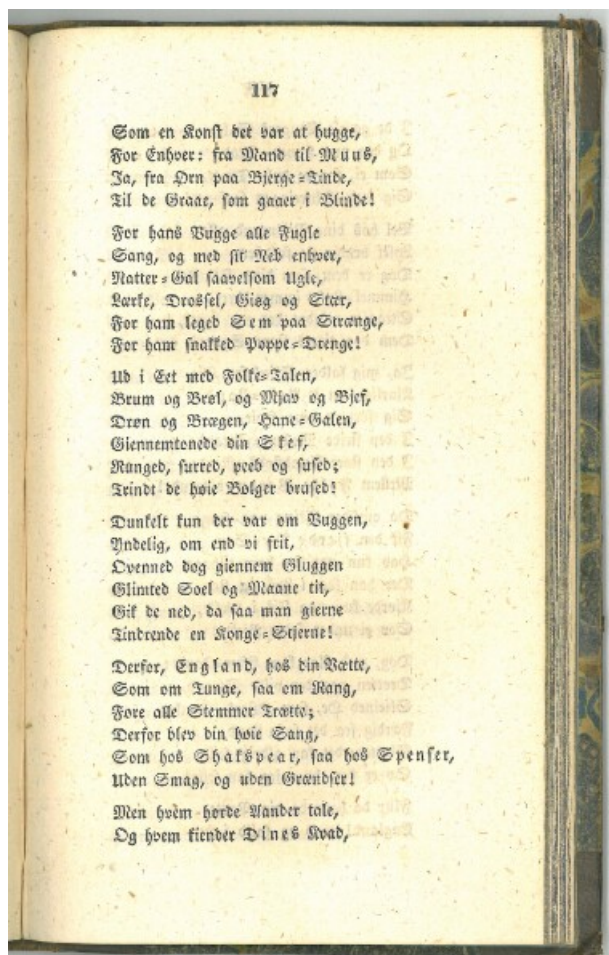 117
Som en Konst det var at hugge,
For Enhver: fra Mand til Muus,
Ja, fra Ørn paa Bjerge=Tinde,
Til de Graae, som gaaer i Blinde!
For hans Vugge alle Fugle
Sang, og med sit Neb enhver,
Natter=Gal saavelsom Ugle,
Lærke, Drossel, Giøg og Stær,
For ham leged Sem paa Strænge,
For ham snakked Poppe=Drenge!
Ud i Eet med Folke=Talen,
Brum og Brøl, og Mjav og Bjef,
Drøn og Brægen, Hane=Galen,
Giennemtonede din Skef,
Runged, surred, peeb og sused;
Trindt de høie Bølger brused!
Dunkelt kun der var om Vuggen,
Yndelig, om end vi stit,
Ovenned dog giennem Gluggen
Glimted Soel og Maane tit,
Gik de ned, da saa man gierne
Tindrende en Konge=Stjerne!
Derfor, England, hos din Vætte,
Som om Tunge, saa om Rang,
Føre alle Stemmer Trætte;
Derfor blev din høie Sang,
Som hos Shakspear, saa hos Spenser,
Uden Smag, og uden Grændser!
Men hvem hørde Aander tale,
Og hvem kiender Dines Kvad,